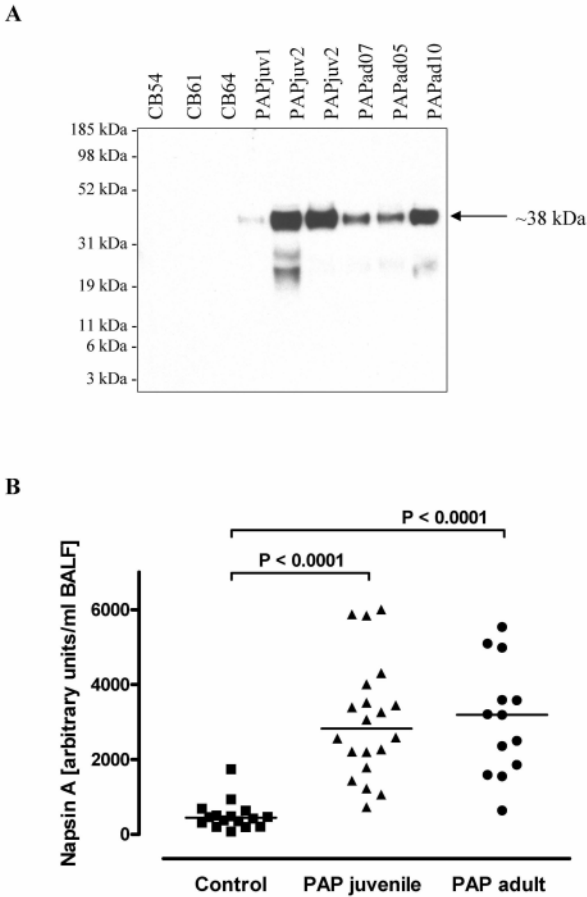 A
CB54
CB61
CB64
PAPjuv1
PAPjuv2
PAPjuv2
PAPad07
PAPad05
PAPad10
185 kDa
98 kDa
52 kDa
31 kDa
19 kDa
11 kDa
6 kDa
3 kDa
~38 kDa
B
P < 0.0001
P < 0.0001
Napsin A [arbitrary units/ml BALF]
6000
4000
2000
0
Control PAP juvenile PAP adult